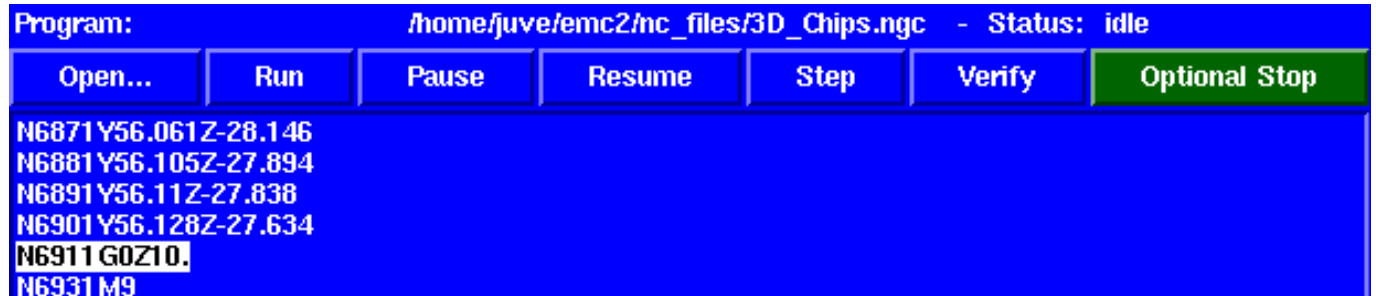 Program: /home/juve/emc2/nc_files/3D_Chips.ngc - Status: idle
Open... Run Pause Resume Step Verify Optional Stop
N6871Y56.061Z-28.146
N6881Y56.105Z-27.894
N6891Y56.11Z-27.838
N6901Y56.128Z-27.634
N6911G0Z10.
N6931M9